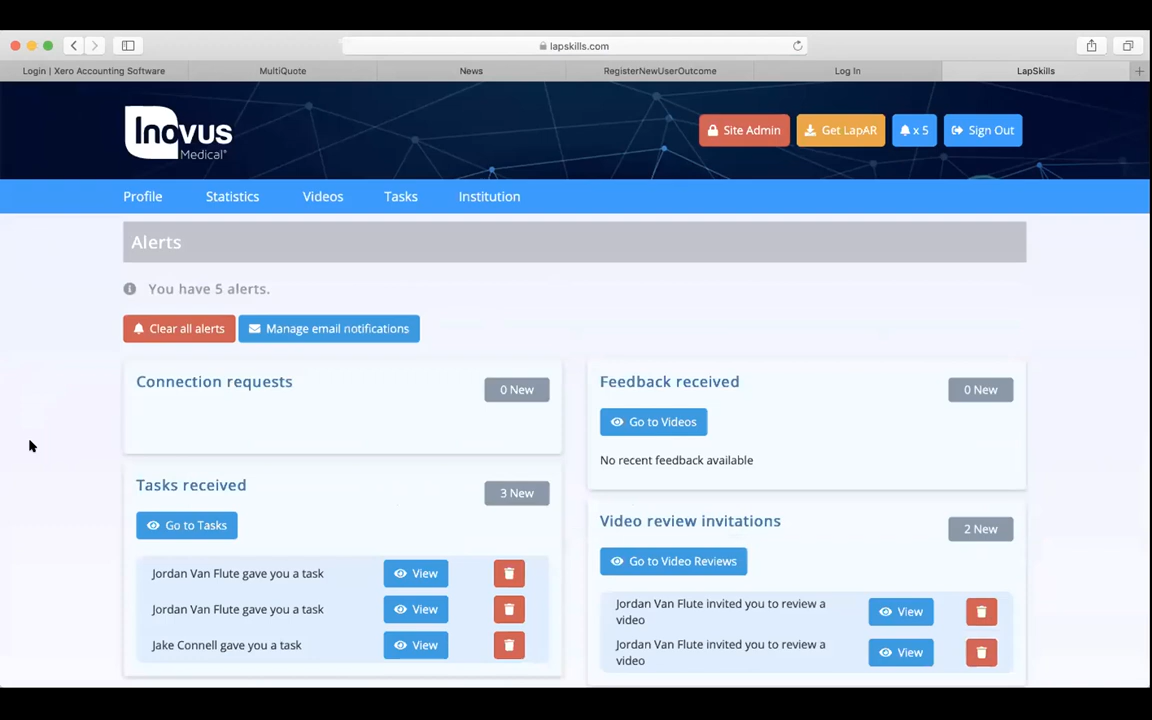 lapskills.com
Login | Xero Accounting Software
MultiQuote
News
RegisterNewUserOutcome
Log In
LapSkills
Inovus
Medical®
Site Admin
Get LapAR
x 5
Sign Out
Profile
Statistics
Videos
Tasks
Institution
Alerts
You have 5 alerts.
Clear all alerts
Manage email notifications
Connection requests
0 New
Feedback received
0 New
Go to Videos
No recent feedback available
Tasks received
3 New
Go to Tasks
Jordan Van Flute gave you a task
View
Jordan Van Flute gave you a task
View
Jake Connell gave you a task
View
Video review invitations
2 New
Go to Video Reviews
Jordan Van Flute invited you to review a
video
View
Jordan Van Flute invited you to review a
video
View